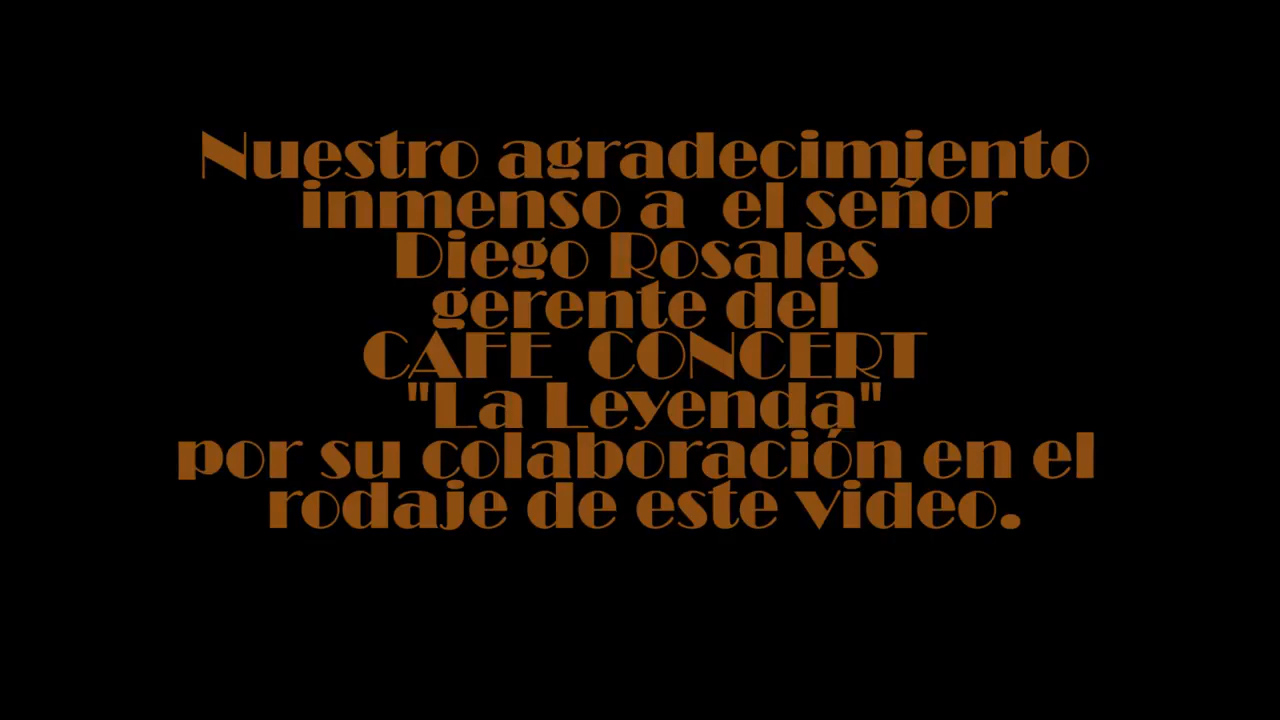 Nuestro agradecimiento
inmenso a el señor
Diego Rosales
gerente del
CAFE CONCERT
"La Leyenda"
por su colaboración en el
rodaje de este video.